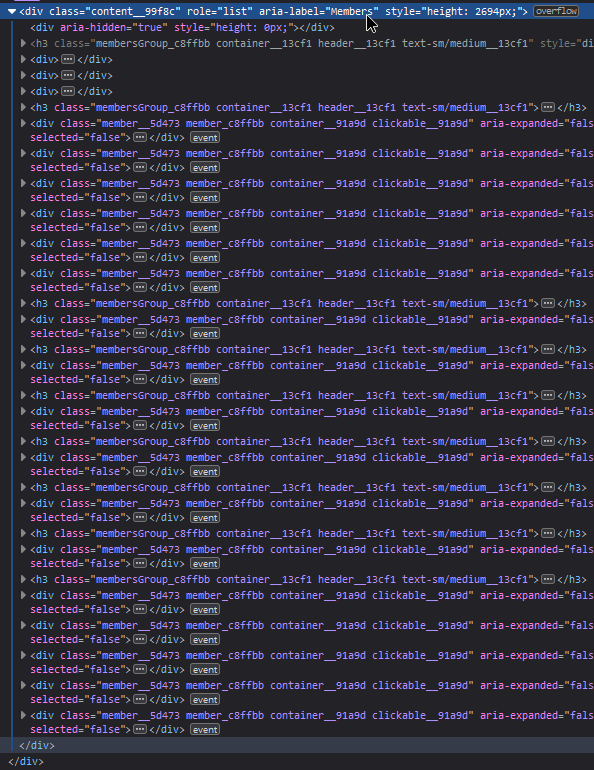 <div class="content__99f8c" role="list" aria-label="Members" style="height: 2694px;"> overflow
<div aria-hidden="true" style="height: 0px;"></div>
<h3 class="membersGroup_c8ffbb container__13cf1 header__13cf1 text-sm/medium__13cf1" style="di
<div>⋯</div>
<div>⋯</div>
<div>⋯</div>
<h3 class="membersGroup_c8ffbb container__13cf1 header__13cf1 text-sm/medium__13cf1">⋯</h3>
<div class="member__5d473 member_c8ffbb container__91a9d clickable__91a9d" aria-expanded="fals
selected="false">⋯</div> event
<div class="member__5d473 member_c8ffbb container__91a9d clickable__91a9d" aria-expanded="fals
selected="false">⋯</div> event
<div class="member__5d473 member_c8ffbb container__91a9d clickable__91a9d" aria-expanded="fals
selected="false">⋯</div> event
<div class="member__5d473 member_c8ffbb container__91a9d clickable__91a9d" aria-expanded="fals
selected="false">⋯</div> event
<div class="member__5d473 member_c8ffbb container__91a9d clickable__91a9d" aria-expanded="fals
selected="false">⋯</div> event
<div class="member__5d473 member_c8ffbb container__91a9d clickable__91a9d" aria-expanded="fals
selected="false">⋯</div> event
<h3 class="membersGroup_c8ffbb container__13cf1 header__13cf1 text-sm/medium__13cf1">⋯</h3>
<div class="member__5d473 member_c8ffbb container__91a9d clickable__91a9d" aria-expanded="fals
selected="false">⋯</div> event
<h3 class="membersGroup_c8ffbb container__13cf1 header__13cf1 text-sm/medium__13cf1">⋯</h3>
<div class="member__5d473 member_c8ffbb container__91a9d clickable__91a9d" aria-expanded="fals
selected="false">⋯</div> event
<h3 class="membersGroup_c8ffbb container__13cf1 header__13cf1 text-sm/medium__13cf1">⋯</h3>
<div class="member__5d473 member_c8ffbb container__91a9d clickable__91a9d" aria-expanded="fals
selected="false">⋯</div> event
<h3 class="membersGroup_c8ffbb container__13cf1 header__13cf1 text-sm/medium__13cf1">⋯</h3>
<div class="member__5d473 member_c8ffbb container__91a9d clickable__91a9d" aria-expanded="fals
selected="false">⋯</div> event
<h3 class="membersGroup_c8ffbb container__13cf1 header__13cf1 text-sm/medium__13cf1">⋯</h3>
<div class="member__5d473 member_c8ffbb container__91a9d clickable__91a9d" aria-expanded="fals
selected="false">⋯</div> event
<h3 class="membersGroup_c8ffbb container__13cf1 header__13cf1 text-sm/medium__13cf1">⋯</h3>
<div class="member__5d473 member_c8ffbb container__91a9d clickable__91a9d" aria-expanded="fals
selected="false">⋯</div> event
<h3 class="membersGroup_c8ffbb container__13cf1 header__13cf1 text-sm/medium__13cf1">⋯</h3>
<div class="member__5d473 member_c8ffbb container__91a9d clickable__91a9d" aria-expanded="fals
selected="false">⋯</div> event
<div class="member__5d473 member_c8ffbb container__91a9d clickable__91a9d" aria-expanded="fals
selected="false">⋯</div> event
<div class="member__5d473 member_c8ffbb container__91a9d clickable__91a9d" aria-expanded="fals
selected="false">⋯</div> event
<div class="member__5d473 member_c8ffbb container__91a9d clickable__91a9d" aria-expanded="fals
selected="false">⋯</div> event
<div class="member__5d473 member_c8ffbb container__91a9d clickable__91a9d" aria-expanded="fals
selected="false">⋯</div> event
</div>
</div>